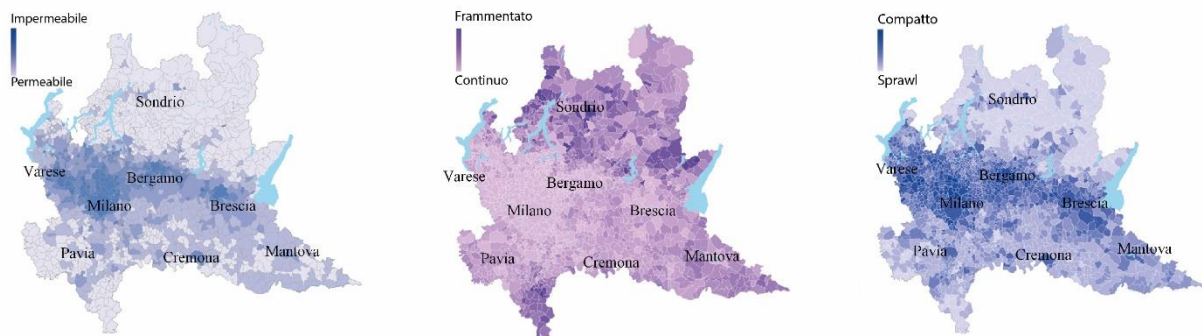 Impermeabile
Permeabile
Sondrio
Varese
Bergamo
Milano
Brescia
Pavia
Cremona
Mantova
Frammentato
Continuo
Sondrio
Varese
Bergamo
Milano
Brescia
Pavia
Cremona
Mantova
Compatto
Sprawl
Sondrio
Varese
Bergamo
Milano
Brescia
Pavia
Cremona
Mantova